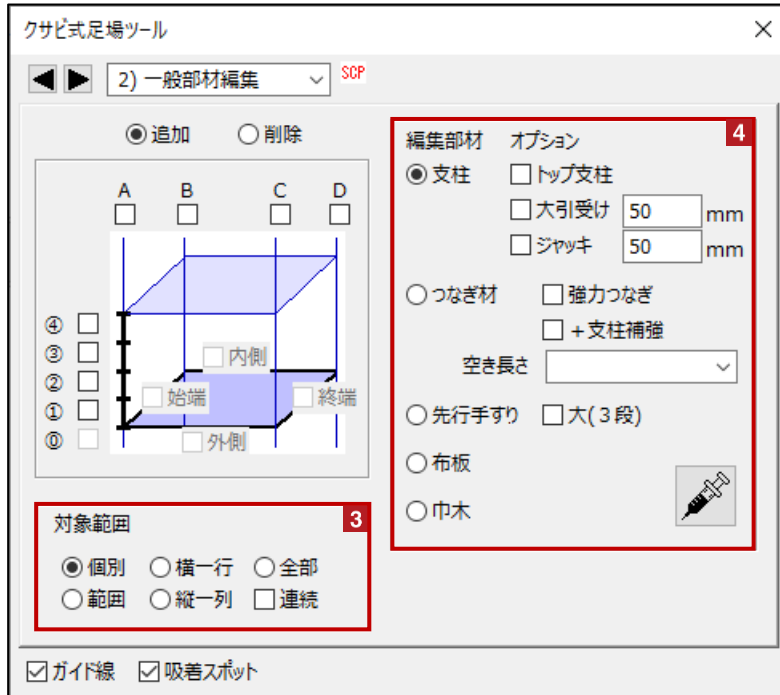 クサビ式足場ツール
2) 一般部材編集 SCP
追加 削除
A B C D
④
③
②
①
⓪
内側
始端 終端
外側
対象範囲 3
個別 横一行 全部
範囲 縦一列 連続
編集部材 オプション 4
支柱 トップ支柱
大引受け 50 mm
ジャッキ 50 mm
つなぎ材 強力つなぎ
+支柱補強
空き長さ
先行手すり 大(3段)
布板
巾木
ガイド線 吸着スポット